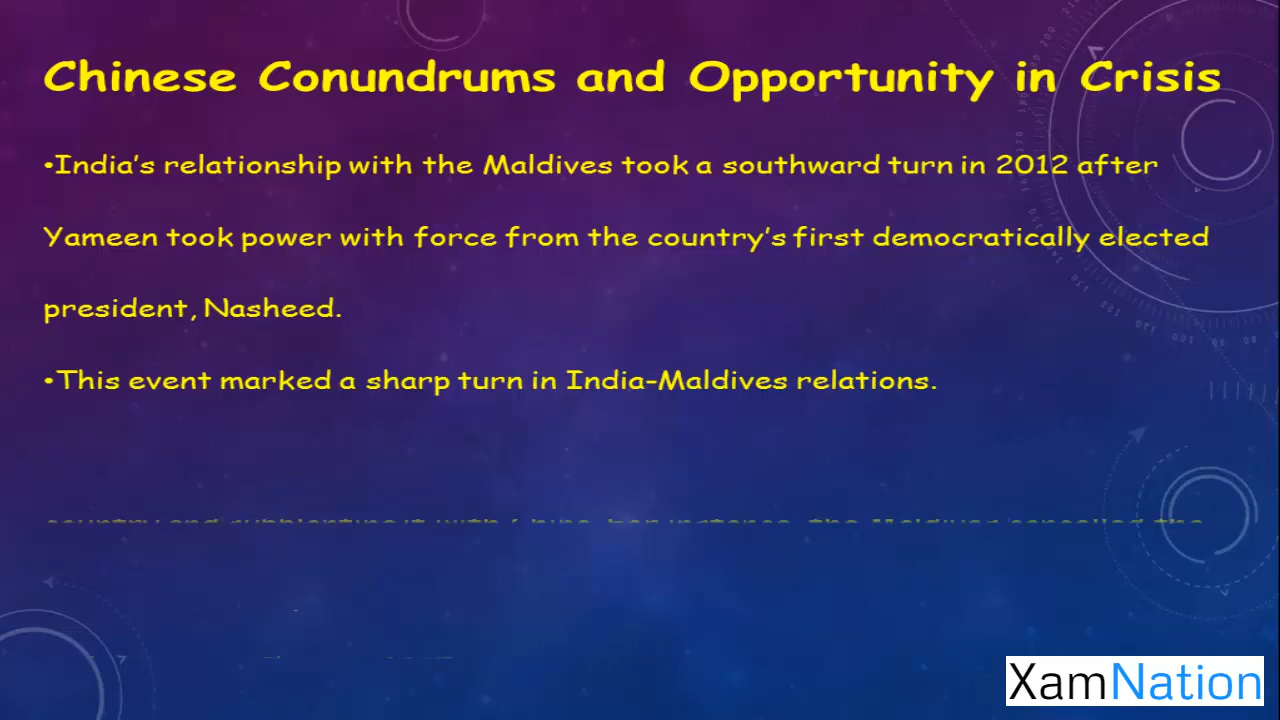 Chinese Conundrums and Opportunity in Crisis
•India's relationship with the Maldives took a southward turn in 2012 after
Yameen took power with force from the country's first democratically elected
president, Nasheed.
•This event marked a sharp turn in India-Maldives relations.
XamNation